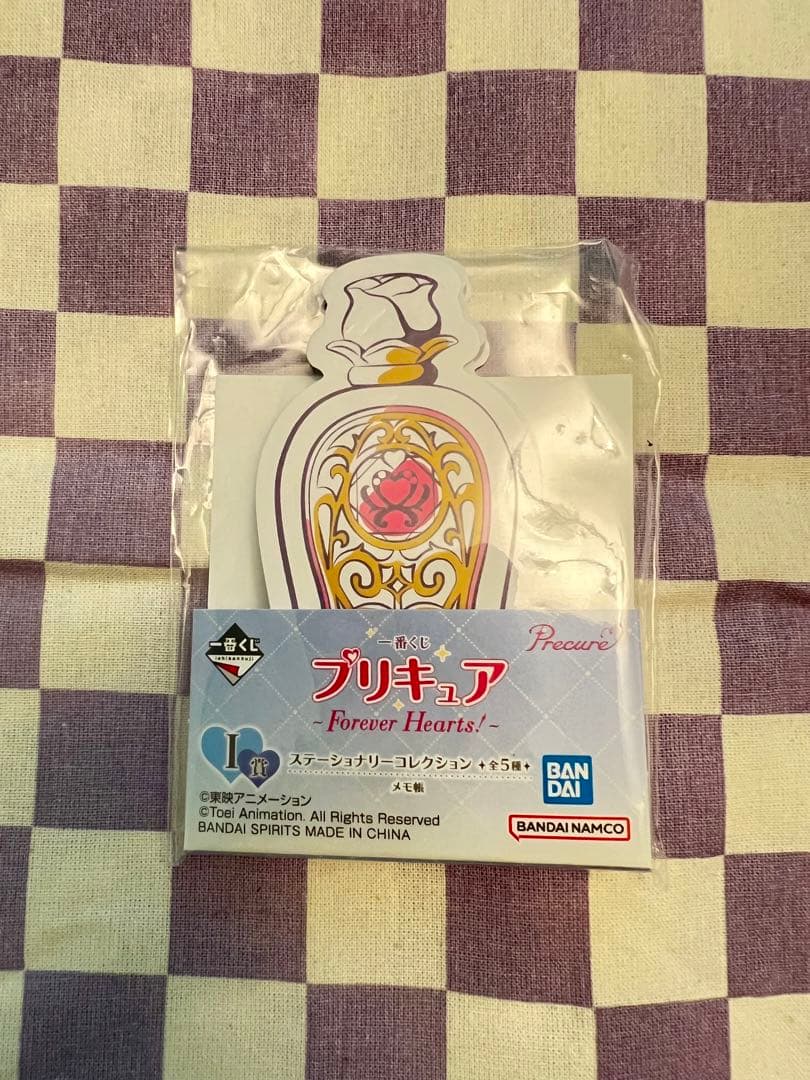 一番くじ
ichibankuji
一番くじ
Precure
プリキュア
~Forever Hearts!~
I賞
ステーショナリーコレクション ✦全5種✦
メモ帳
BAN
DAI
©東映アニメーション
©Toei Animation. All Rights Reserved
BANDAI SPIRITS MADE IN CHINA
BANDAI NAMCO